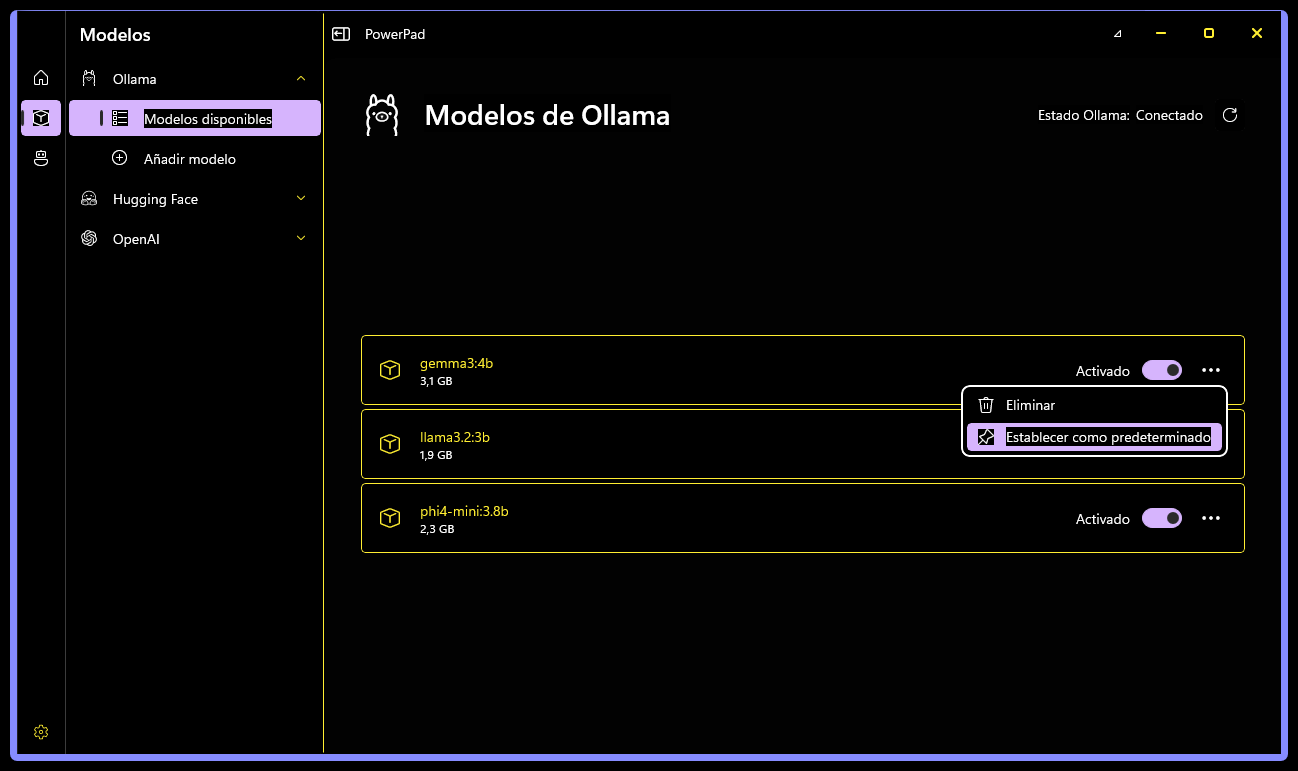 Modelos
PowerPad
Ollama
Modelos disponibles
Añadir modelo
Hugging Face
OpenAI
Modelos de Ollama
Estado Ollama: Conectado
gemma3:4b
3,1 GB
Activado
Eliminar
Establecer como predeterminado
llama3.2:3b
1,9 GB
phi4-mini:3.8b
2,3 GB
Activado